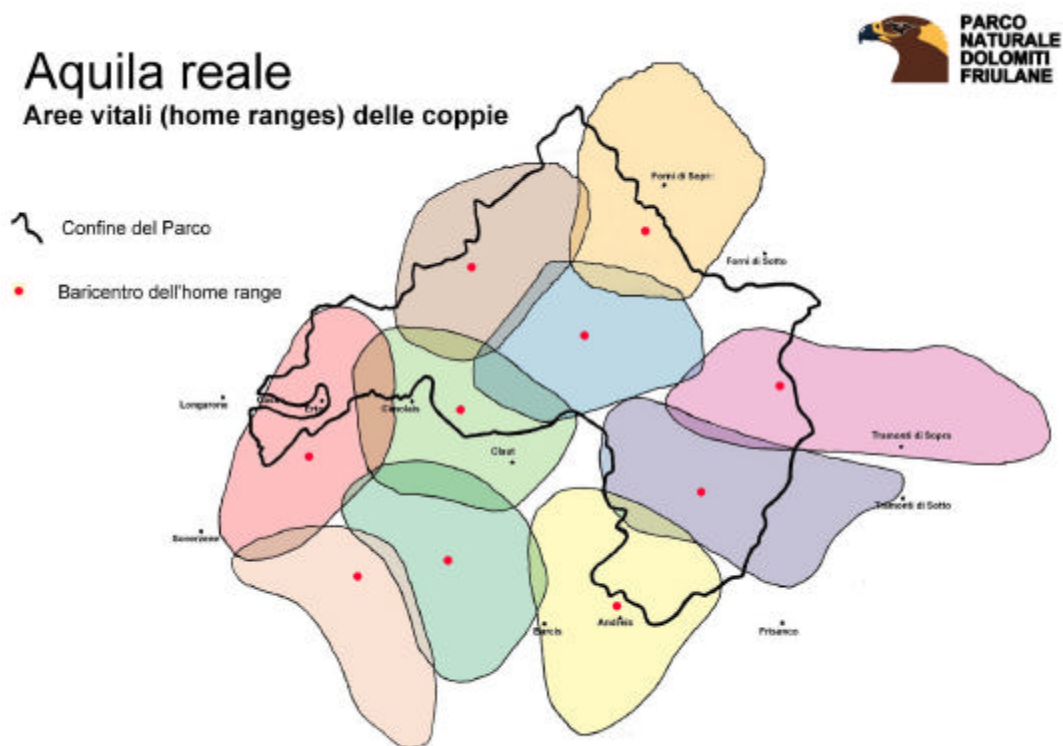 PARCO
NATURALE
DOLOMITI
FRIULANE
Aquila reale
Aree vitali (home ranges) delle coppie
Confine del Parco
Baricentro dell'home range
Forni di Sopra
Forni di Sotto
Longarone
Erto
Cimolais
Claut
Tramonti di Sopra
Tramonti di Sotto
Barcis
Andreis
Frisanco